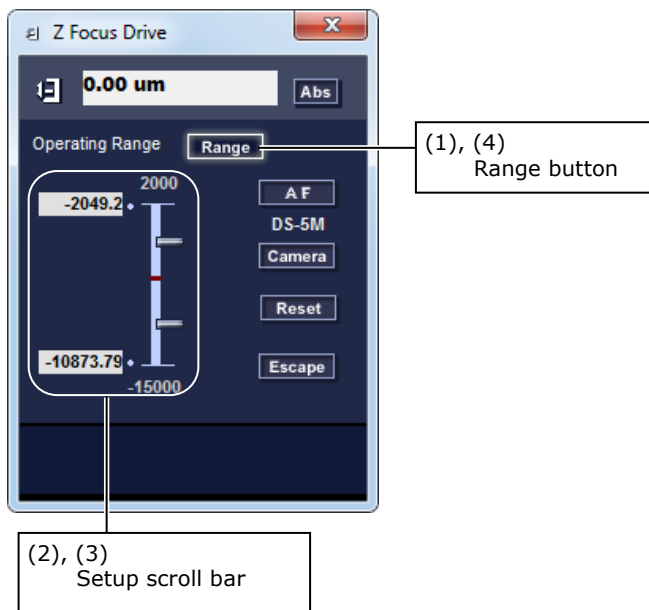 Z Focus Drive
0.00 um
Abs
Operating Range
Range
(1), (4)
Range button
2000
-2049.2
A F
DS-5M
Camera
Reset
-10873.79
Escape
-15000
(2), (3)
Setup scroll bar